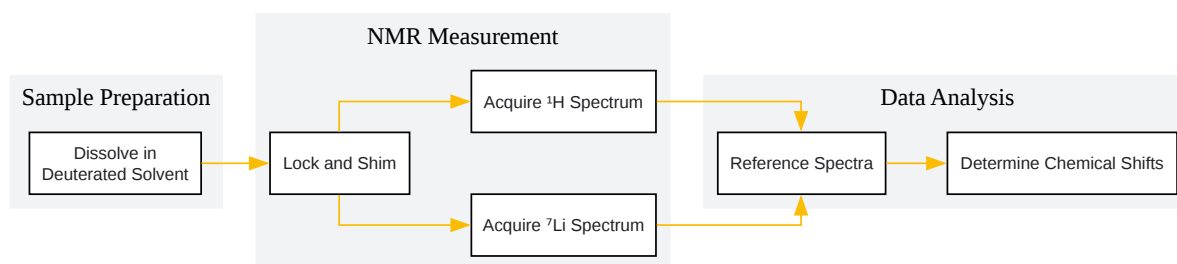 NMR Measurement
Sample Preparation
Data Analysis
Dissolve in
Deuterated Solvent
Lock and Shim
Acquire ¹H Spectrum
Acquire ⁷Li Spectrum
Reference Spectra
Determine Chemical Shifts